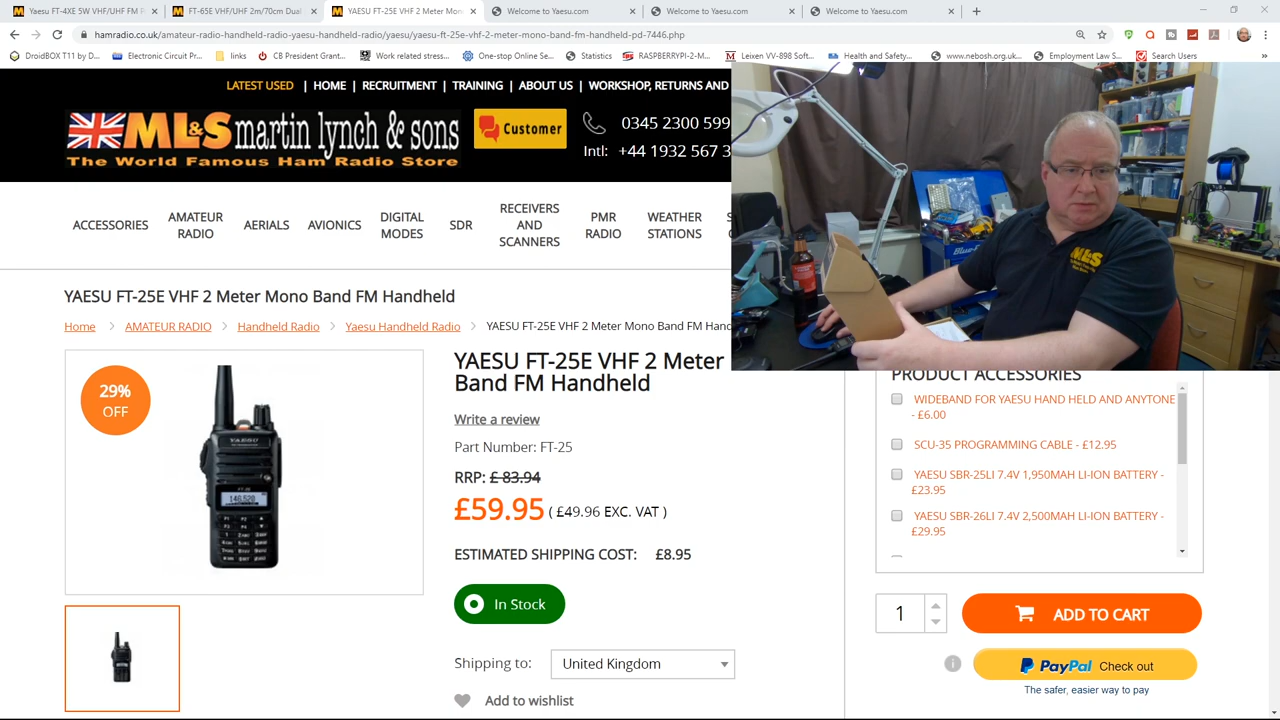 Yaesu FT-4XE 5W VHF/UHF FM F
FT-65E VHF/UHF 2m/70cm Dual
YAESU FT-25E VHF 2 Meter Mono
Welcome to Yaesu.com
Welcome to Yaesu.com
Welcome to Yaesu.com
hamradio.co.uk/amateur-radio-handheld-radio-yaesu-handheld-radio/yaesu/yaesu-ft-25e-vhf-2-meter-mono-band-fm-handheld-pd-7446.php
DroidBOX T11 by D...
Electronic Circuit Pr...
links
CB President Grant...
Work related stress...
One-stop Online Se...
Statistics
RASPBERRYPI-2-M...
Leixen VV-898 Soft...
Health and Safety-...
www.nebosh.org.uk...
Employment Law S...
Search Users
LATEST USED | HOME | RECRUITMENT | TRAINING | ABOUT US | WORKSHOP, RETURNS AND
ML&S martin lynch & sons
The World Famous Ham Radio Store
Customer
0345 2300 599
Intl: +44 1932 567 3
ACCESSORIES
AMATEUR RADIO
AERIALS
AVIONICS
DIGITAL MODES
SDR
RECEIVERS AND SCANNERS
PMR RADIO
WEATHER STATIONS
ML&S
YAESU FT-25E VHF 2 Meter Mono Band FM Handheld
Home > AMATEUR RADIO > Handheld Radio > Yaesu Handheld Radio > YAESU FT-25E VHF 2 Meter Mono Band FM Hand
29%
OFF
YAESU
FT-25
146.520
YAESU FT-25E VHF 2 Meter
Band FM Handheld
Write a review
Part Number: FT-25
RRP: £ 83.94
£59.95 ( £49.96 EXC. VAT )
ESTIMATED SHIPPING COST: £8.95
In Stock
Shipping to: United Kingdom
Add to wishlist
PRODUCT ACCESSORIES
WIDEBAND FOR YAESU HAND HELD AND ANYTONE
- £6.00
SCU-35 PROGRAMMING CABLE - £12.95
YAESU SBR-25LI 7.4V 1,950MAH LI-ION BATTERY -
£23.95
YAESU SBR-26LI 7.4V 2,500MAH LI-ION BATTERY -
£29.95
1
ADD TO CART
PayPal Check out
The safer, easier way to pay